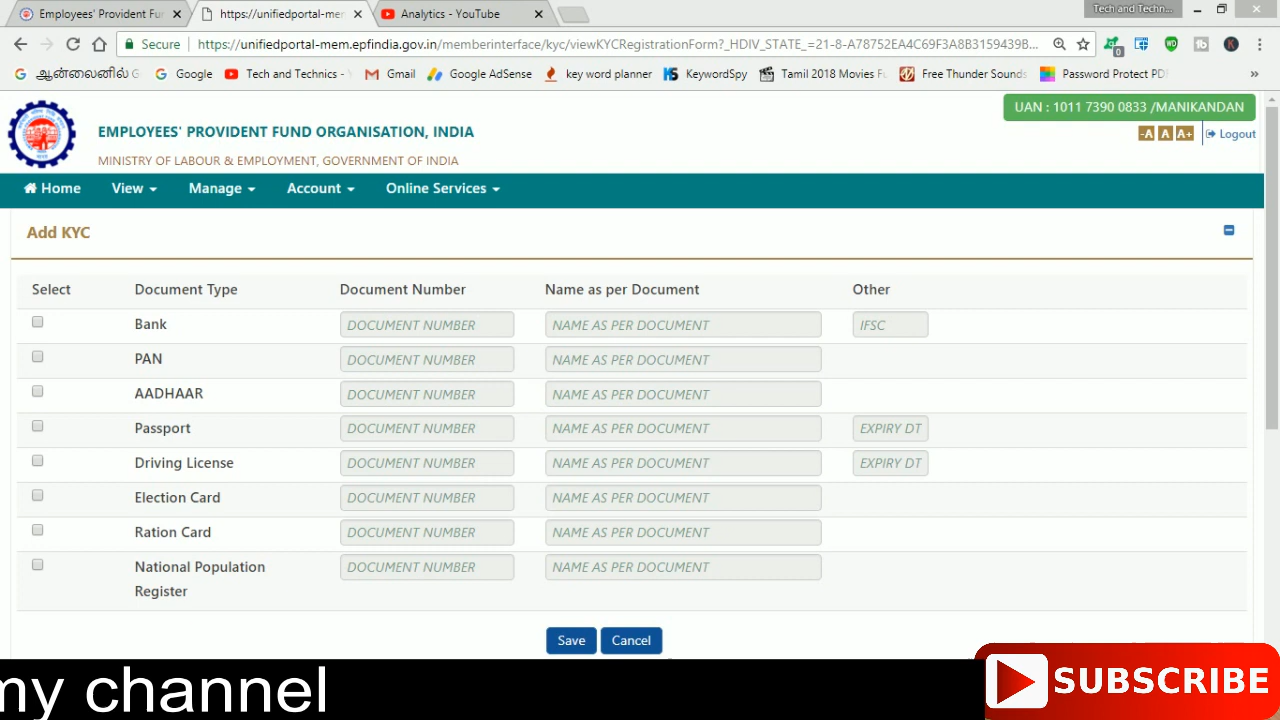 Employees' Provident Fu
https://unifiedportal-mem
Analytics - YouTube
Tech and Techn...
Secure
https://unifiedportal-mem.epfindia.gov.in/memberinterface/kyc/viewKYCRegistrationForm?_HDIV_STATE_=21-8-A78752EA4C69F3A8B3159439B...
ஆன்லைனில் G
Google
Tech and Technics -
Gmail
Google AdSense
key word planner
KeywordSpy
Tamil 2018 Movies Fu
Free Thunder Sounds
Password Protect PDF
»
UAN : 1011 7390 0833 /MANIKANDAN
EMPLOYEES' PROVIDENT FUND ORGANISATION, INDIA
-A A A+ Logout
MINISTRY OF LABOUR & EMPLOYMENT, GOVERNMENT OF INDIA
Home View Manage Account Online Services
Add KYC
Select Document Type Document Number Name as per Document Other
Bank DOCUMENT NUMBER NAME AS PER DOCUMENT IFSC
PAN DOCUMENT NUMBER NAME AS PER DOCUMENT
AADHAAR DOCUMENT NUMBER NAME AS PER DOCUMENT
Passport DOCUMENT NUMBER NAME AS PER DOCUMENT EXPIRY DT
Driving License DOCUMENT NUMBER NAME AS PER DOCUMENT EXPIRY DT
Election Card DOCUMENT NUMBER NAME AS PER DOCUMENT
Ration Card DOCUMENT NUMBER NAME AS PER DOCUMENT
National Population DOCUMENT NUMBER NAME AS PER DOCUMENT
Register
Save Cancel
my channel
SUBSCRIBE